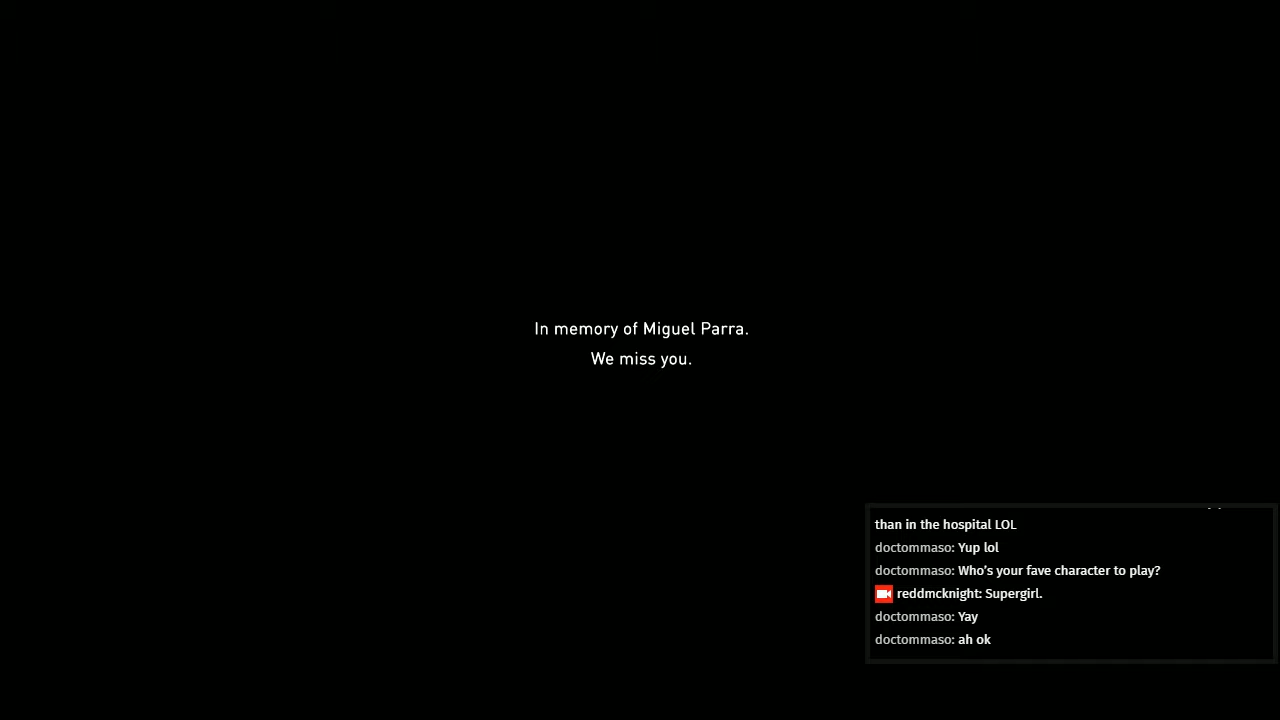 In memory of Miguel Parra.
We miss you.
than in the hospital LOL
doctommaso: Yup lol
doctommaso: Who's your fave character to play?
reddmcknight: Supergirl.
doctommaso: Yay
doctommaso: ah ok